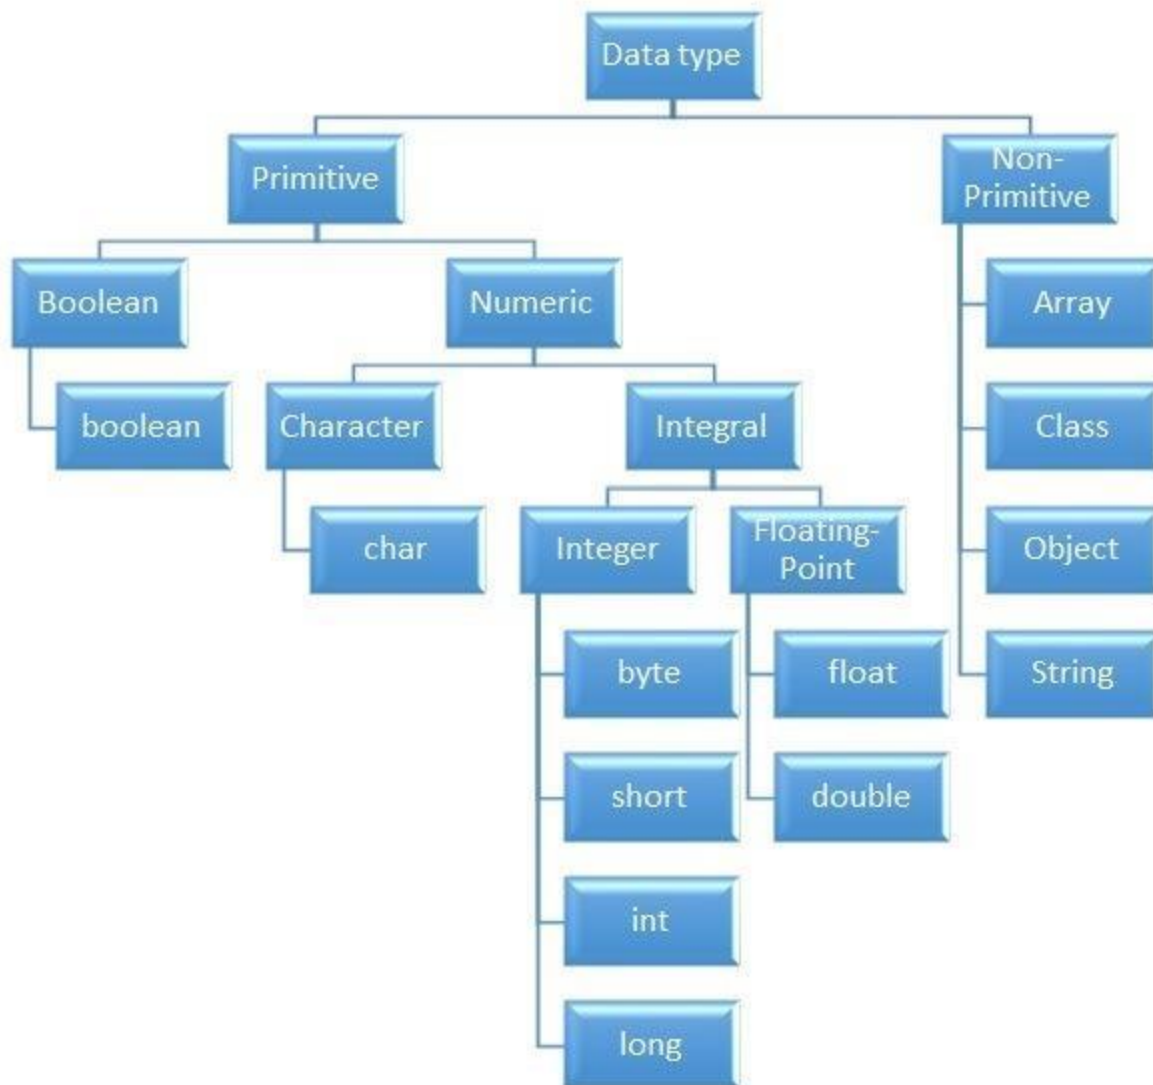 Data type
Primitive
Non-
Primitive
Boolean
Numeric
Array
boolean
Character
Integral
Class
char
Integer
Floating-
Point
Object
byte
float
String
short
double
int
long